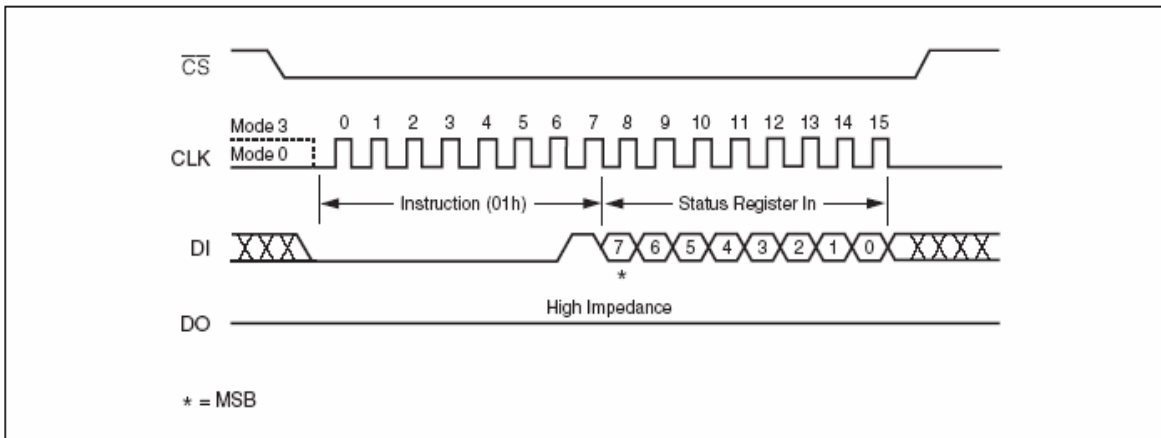 CS
Mode 3
0 1 2 3 4 5 6 7 8 9 10 11 12 13 14 15
CLK
Mode 0
Instruction (01h)
Status Register In
DI
7 6 5 4 3 2 1 0
*
High Impedance
DO
* = MSB